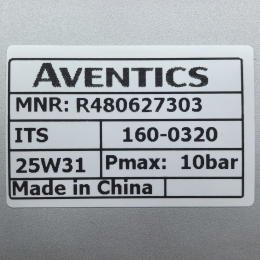 AVENTICS
MNR: R480627303
ITS 160-0320
25W31 Pmax: 10bar
Made in China